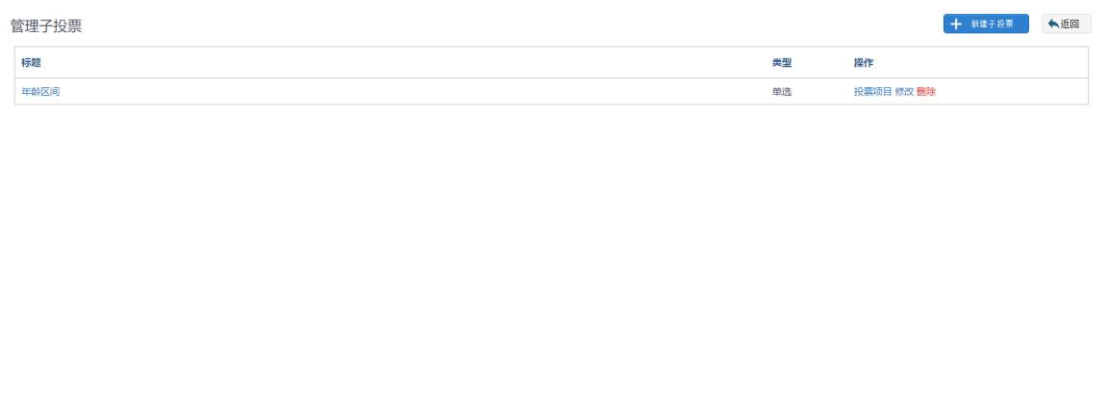 管理子投票
新建子投票 返回
标题 类型 操作
年龄区间 单选 投票项目 修改 删除